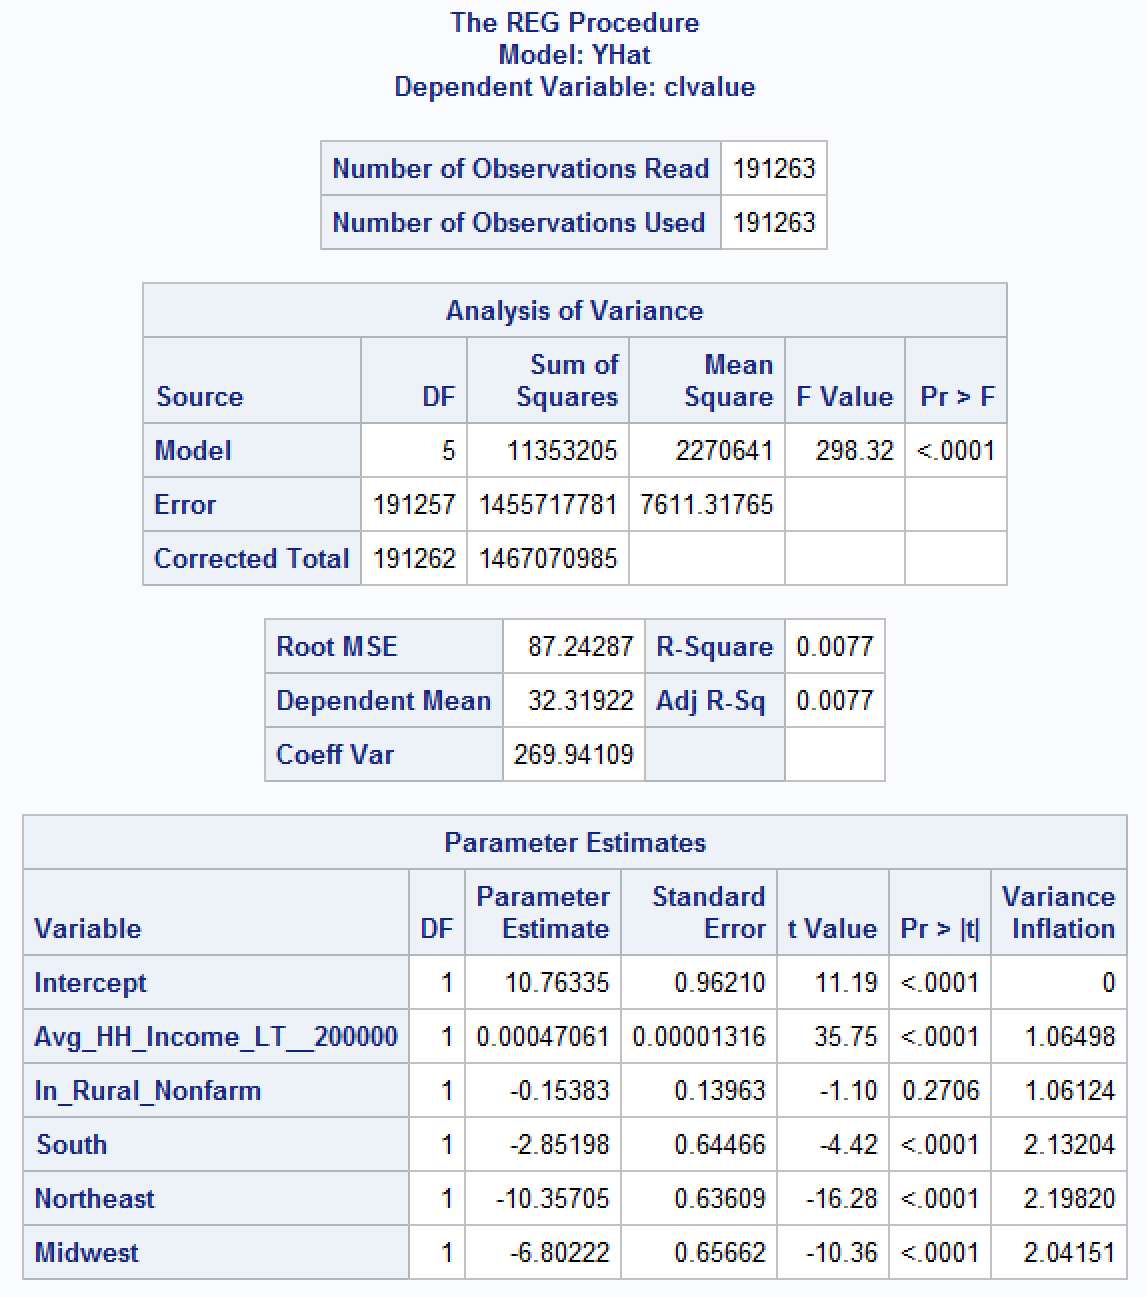 The REG Procedure
Model: YHat
Dependent Variable: clvalue
Number of Observations Read 191263
Number of Observations Used 191263
Analysis of Variance
Source DF Sum of Squares Mean Square F Value Pr > F
Model 5 11353205 2270641 298.32 <.0001
Error 191257 1455717781 7611.31765
Corrected Total 191262 1467070985
Root MSE 87.24287 R-Square 0.0077
Dependent Mean 32.31922 Adj R-Sq 0.0077
Coeff Var 269.94109
Parameter Estimates
Variable DF Parameter Estimate Standard Error t Value Pr > |t| Variance Inflation
Intercept 1 10.76335 0.96210 11.19 <.0001 0
Avg_HH_Income_LT__200000 1 0.00047061 0.00001316 35.75 <.0001 1.06498
In_Rural_Nonfarm 1 -0.15383 0.13963 -1.10 0.2706 1.06124
South 1 -2.85198 0.64466 -4.42 <.0001 2.13204
Northeast 1 -10.35705 0.63609 -16.28 <.0001 2.19820
Midwest 1 -6.80222 0.65662 -10.36 <.0001 2.04151